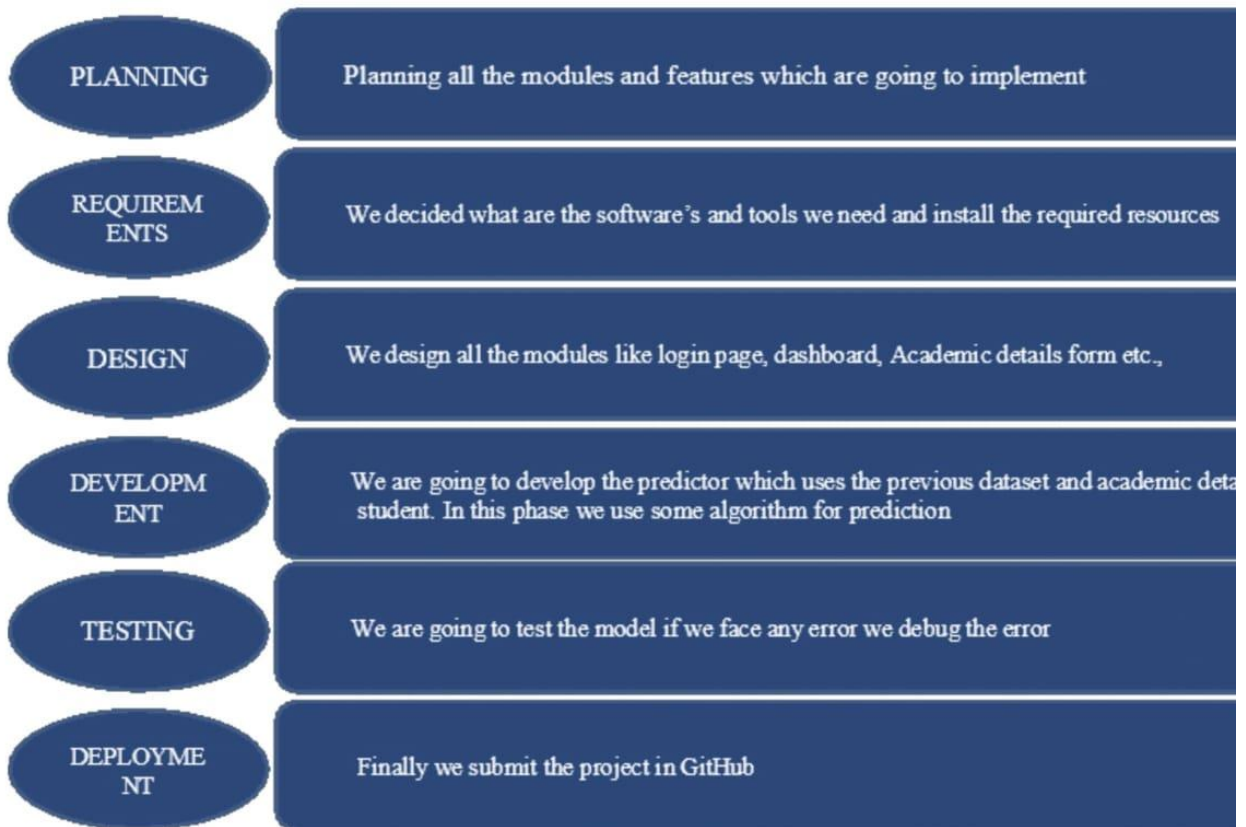 PLANNING
Planning all the modules and features which are going to implement
REQUIREM
ENTS
We decided what are the software's and tools we need and install the required resources
DESIGN
We design all the modules like login page, dashboard, Academic details form etc.,
DEVELOPM
ENT
We are going to develop the predictor which uses the previous dataset and academic
student. In this phase we use some algorithm for prediction
TESTING
We are going to test the model if we face any error we debug the error
DEPLOYME
NT
Finally we submit the project in GitHub